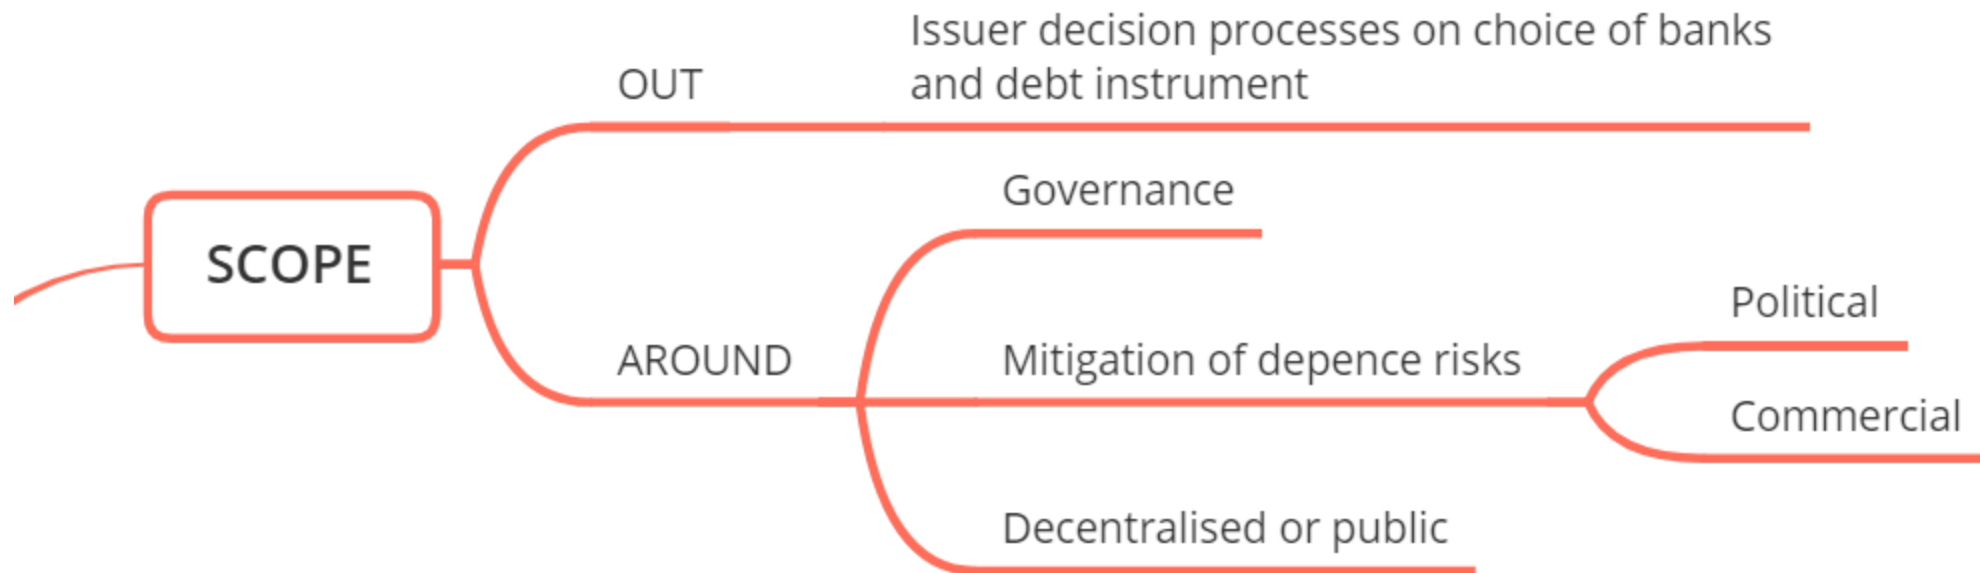 Issuer decision processes on choice of banks
and debt instrument
OUT
Governance
SCOPE
Political
AROUND
Mitigation of depence risks
Commercial
Decentralised or public